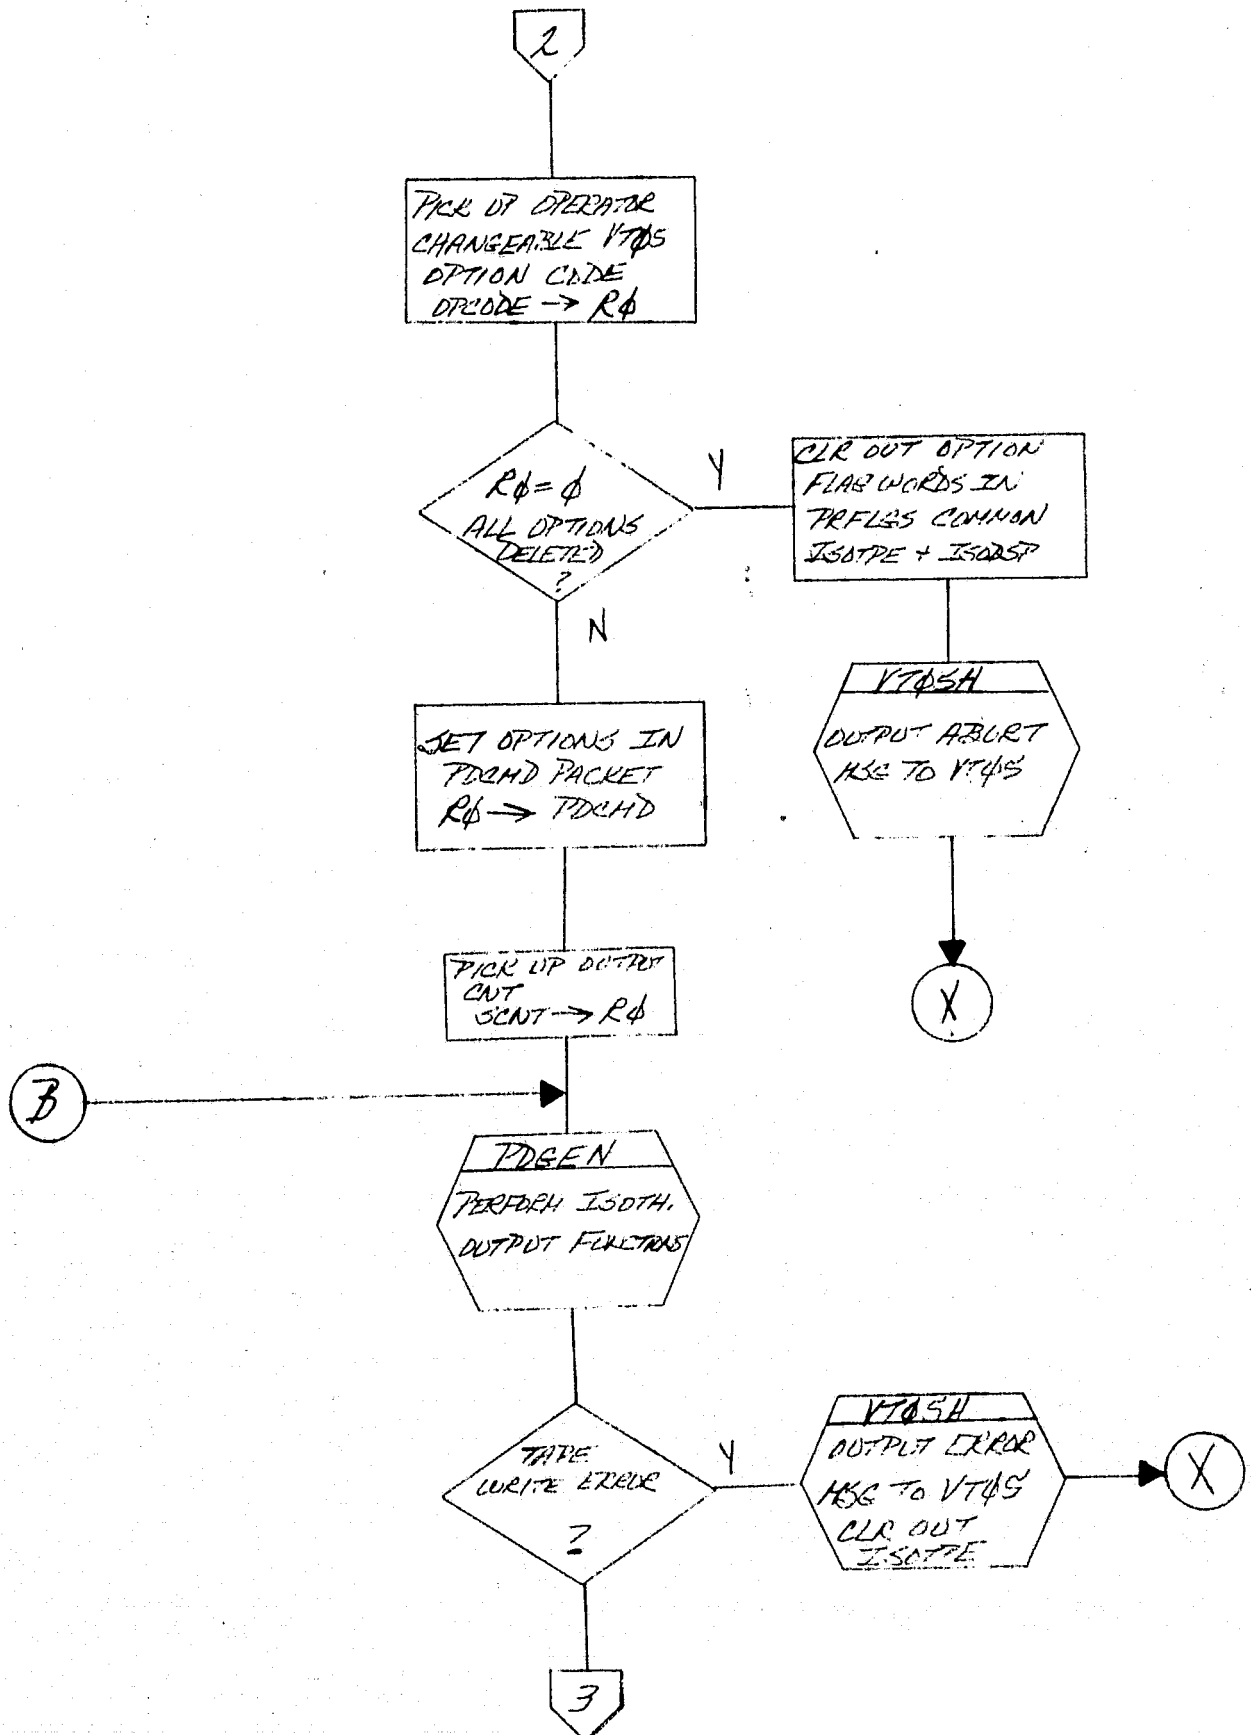 2
PICK UP OPERATOR
CHANGEABLE VTØS
OPTION CODE
OPCODE → RØ
RØ = Ø
ALL OPTIONS
DELETED
?
Y
CLR OUT OPTION
FLAG WORDS IN
PRFLGS COMMON
ISOTPE + ISODSP
N
VTØSH
OUTPUT ABORT
MSG TO VTØS
SET OPTIONS IN
PDCMD PACKET
RØ → PDCMD
X
PICK UP OUTPUT
CNT
SCNT → RØ
B
PDGEN
PERFORM ISOTH.
OUTPUT FUNCTIONS
TAPE
WRITE ERROR
?
Y
VTØSH
OUTPUT ERROR
MSG TO VTØS
CLR OUT
ISOTPE
X
3